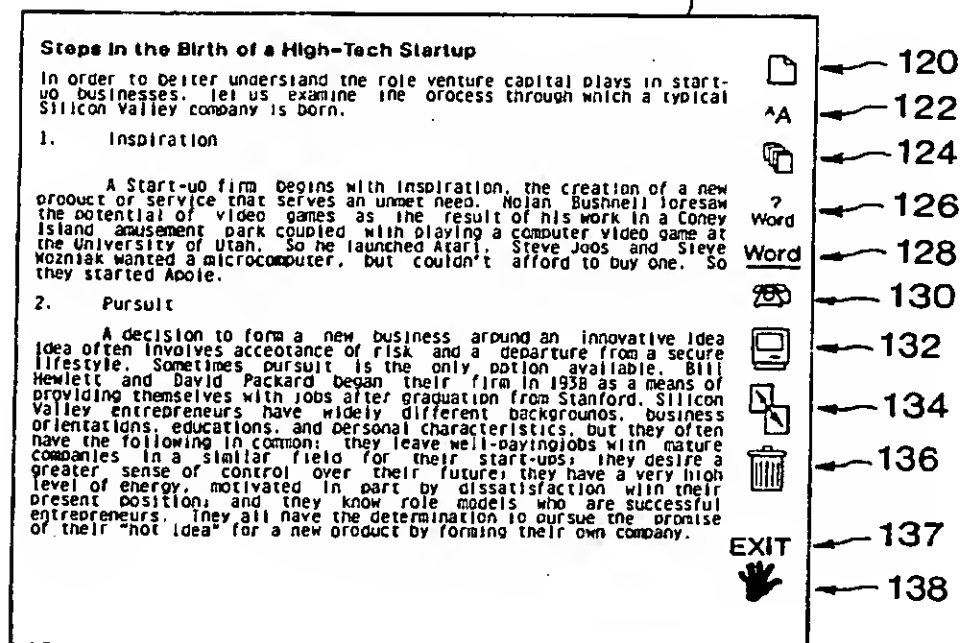 Steps in the Birth of a High-Tech Startup
In order to better understand the role venture capital plays in start-
up businesses, let us examine the process through which a typical
Silicon Valley company is born.
1. Inspiration
A Start-up firm begins with inspiration, the creation of a new
product or service that serves an unmet need. Nolan Bushnell foresaw
the potential of video games as the result of his work in a Coney
Island amusement park coupled with playing a computer video game at
the University of Utah. So he launched Atari. Steve Jobs and Steve
Wozniak wanted a microcomputer, but couldn't afford to buy one. So
they started Apple.
2. Pursuit
A decision to form a new business around an innovative idea
idea often involves acceptance of risk and a departure from a secure
lifestyle. Sometimes pursuit is the only option available. Bill
Hewlett and David Packard began their firm in 1938 as a means of
providing themselves with jobs after graduation from Stanford. Silicon
Valley entrepreneurs have widely different backgrounds, business
orientations, educations, and personal characteristics, but they often
have the following in common: they leave well-payingjobs with mature
companies in a similar field for their start-ups; they desire a
greater sense of control over their future; they have a very high
level of energy, motivated in part by dissatisfaction with their
present position; and they know role models who are successful
entrepreneurs. They all have the determination to pursue the promise
of their "hot idea" for a new product by forming their own company.
120
AA 122
124
? Word 126
Word 128
130
132
134
136
EXIT 137
138